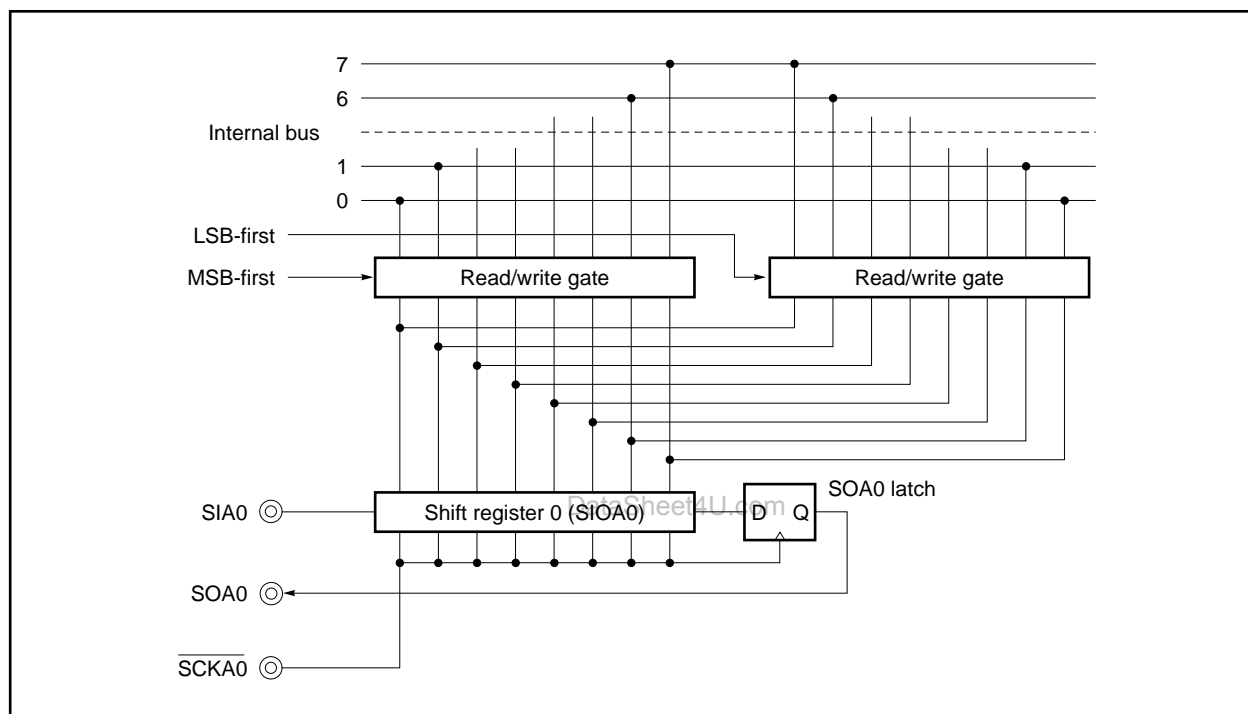 7
6
Internal bus
1
0
LSB-first
MSB-first
Read/write gate
Read/write gate
SOA0 latch
SIA0
Shift register 0 (SIOA0)
DataSheet4U.com
D
Q
SOA0
SCKA0